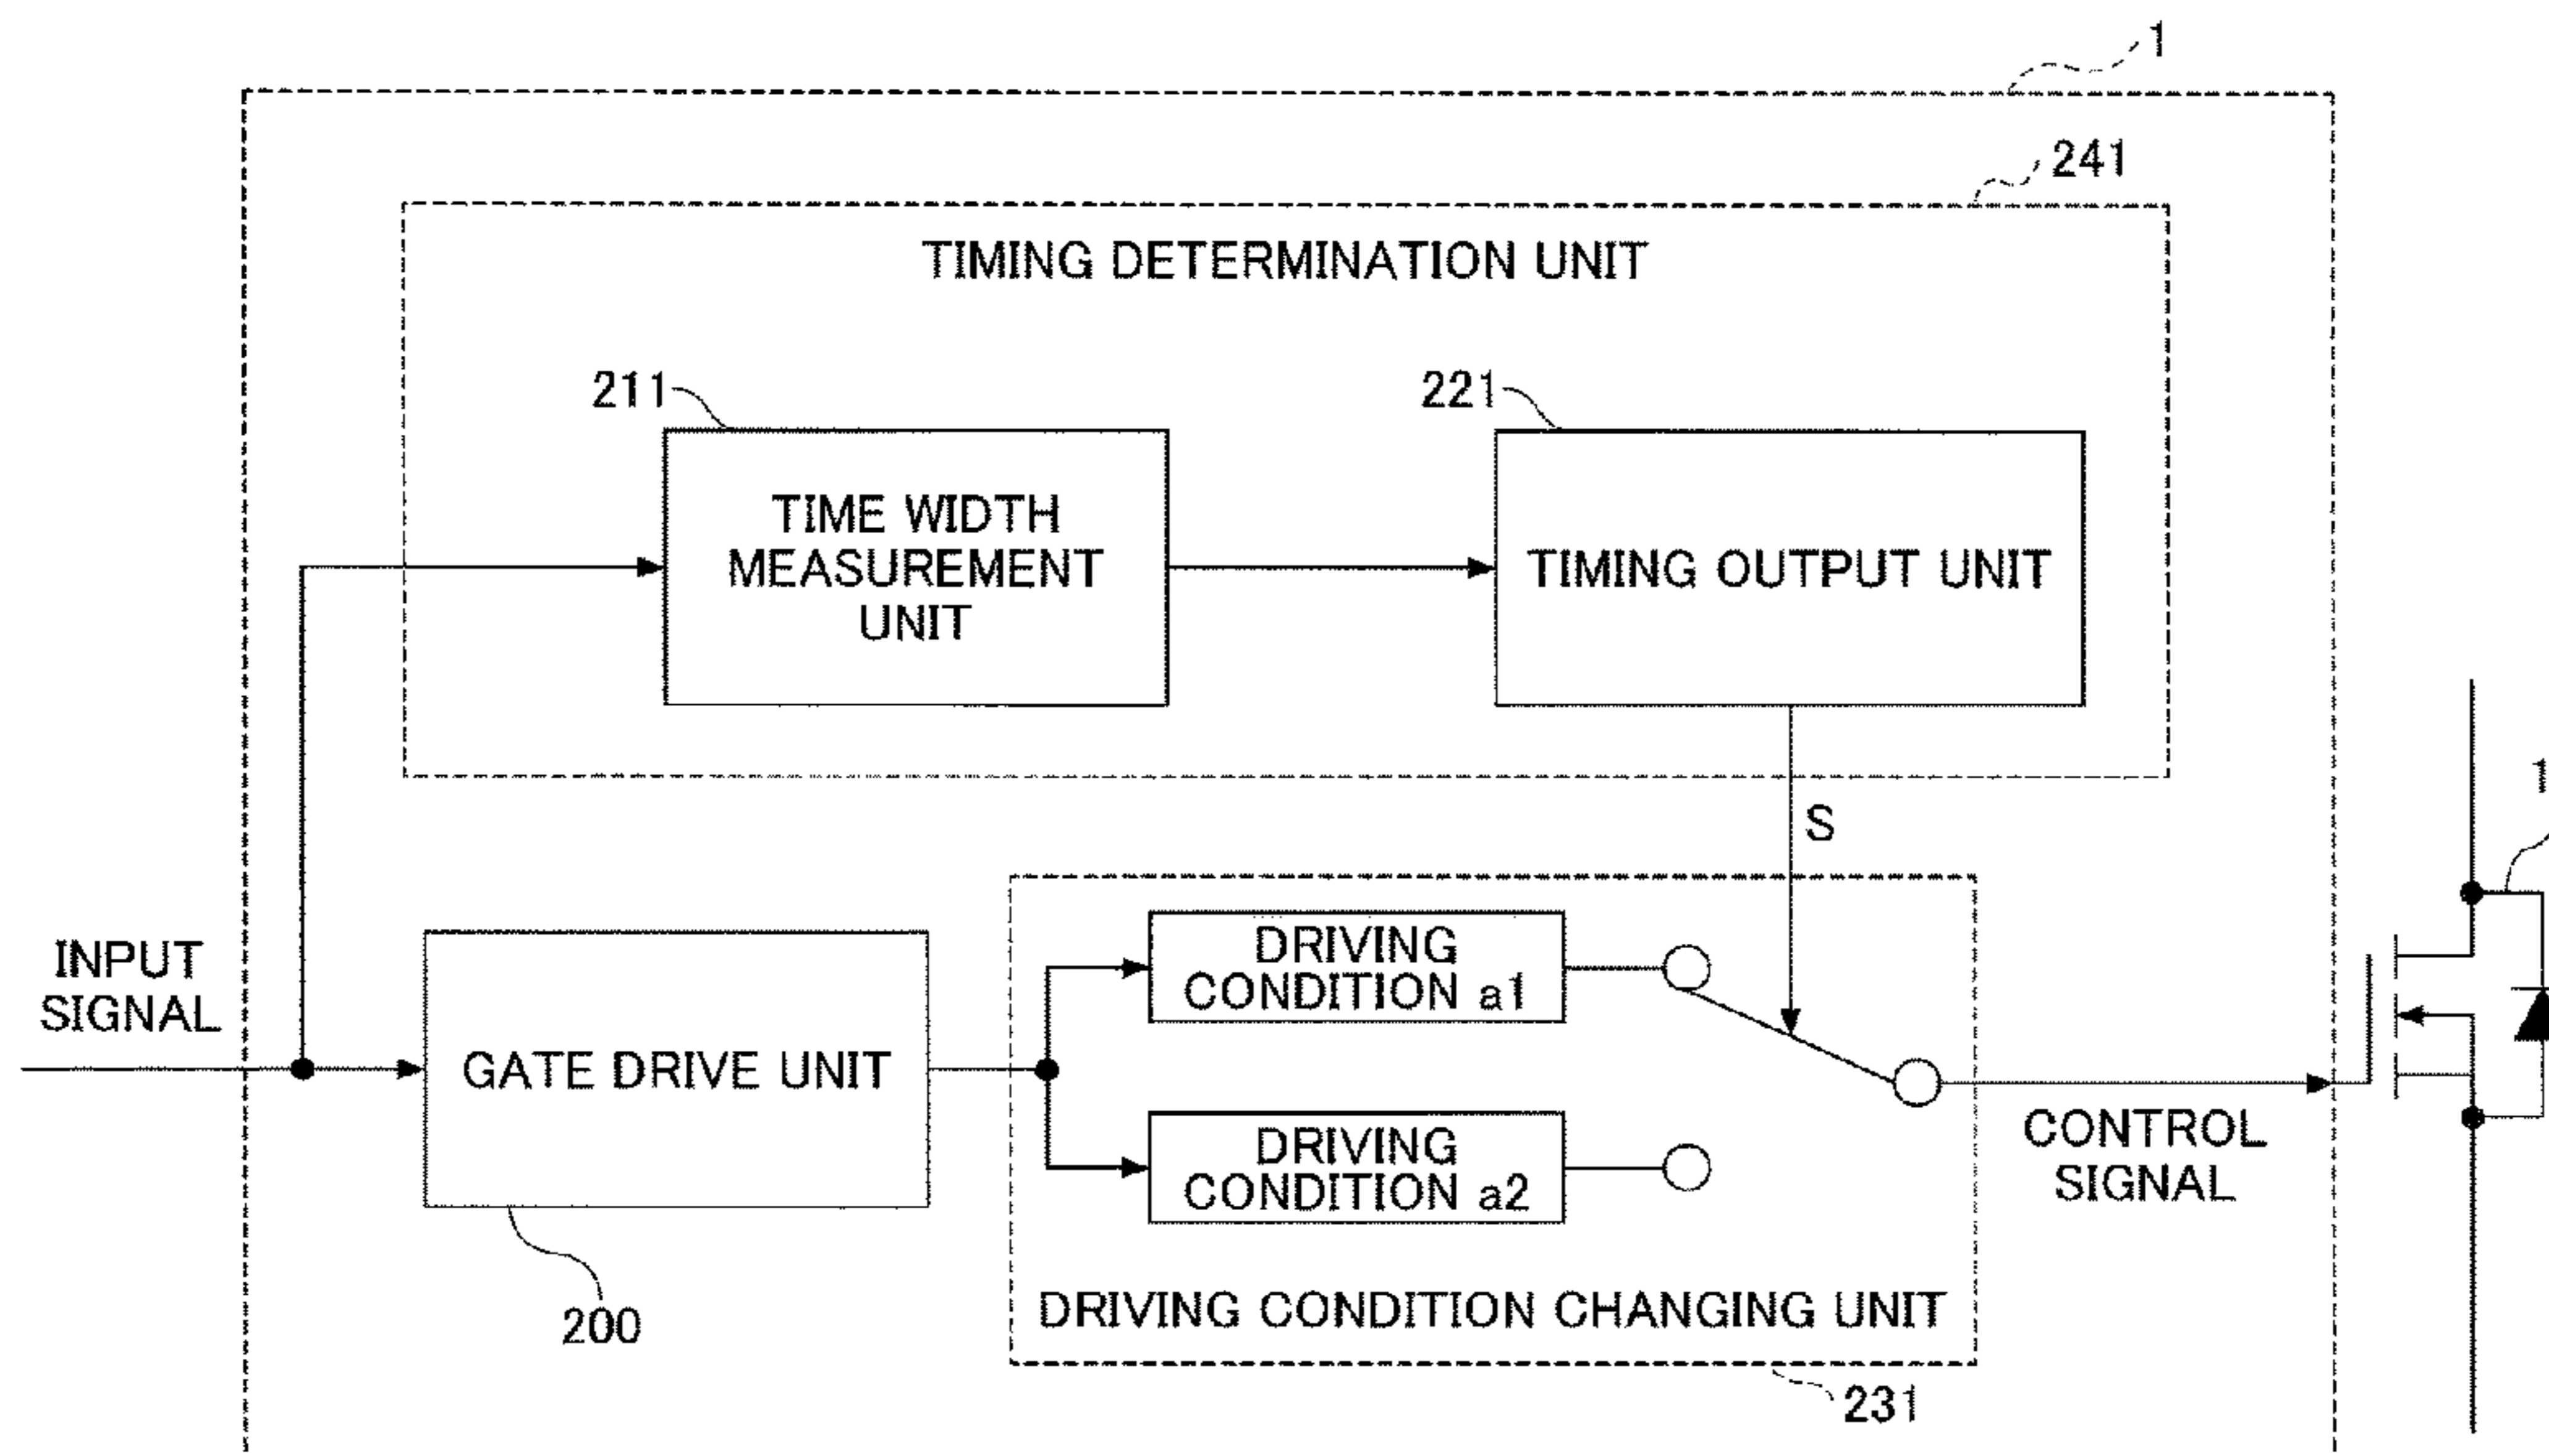 1
241
TIMING DETERMINATION UNIT
211
221
TIME WIDTH
MEASUREMENT
UNIT
TIMING OUTPUT UNIT
S
1
INPUT
SIGNAL
GATE DRIVE UNIT
DRIVING
CONDITION a1
DRIVING
CONDITION a2
CONTROL
SIGNAL
DRIVING CONDITION CHANGING UNIT
200
231